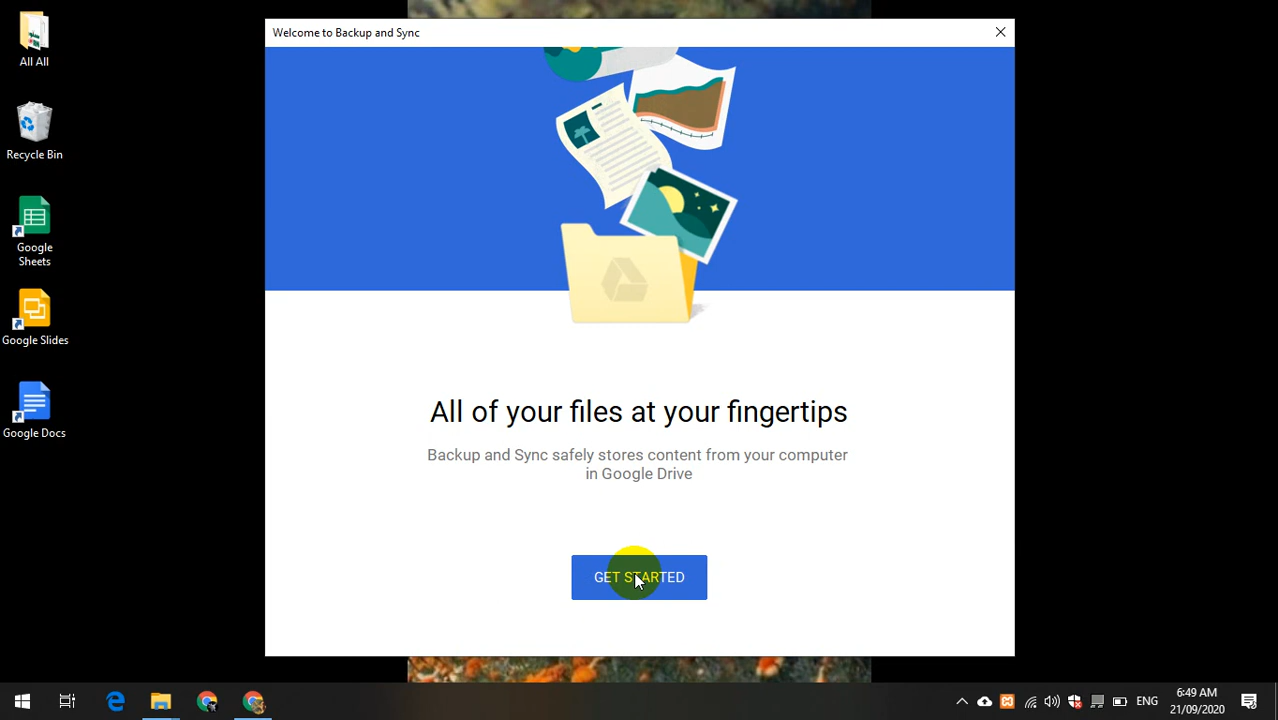 Welcome to Backup and Sync
All All
Recycle Bin
Google
Sheets
Google Slides
Google Docs
All of your files at your fingertips
Backup and Sync safely stores content from your computer
in Google Drive
GET STARTED
ENG
6:49 AM
21/09/2020